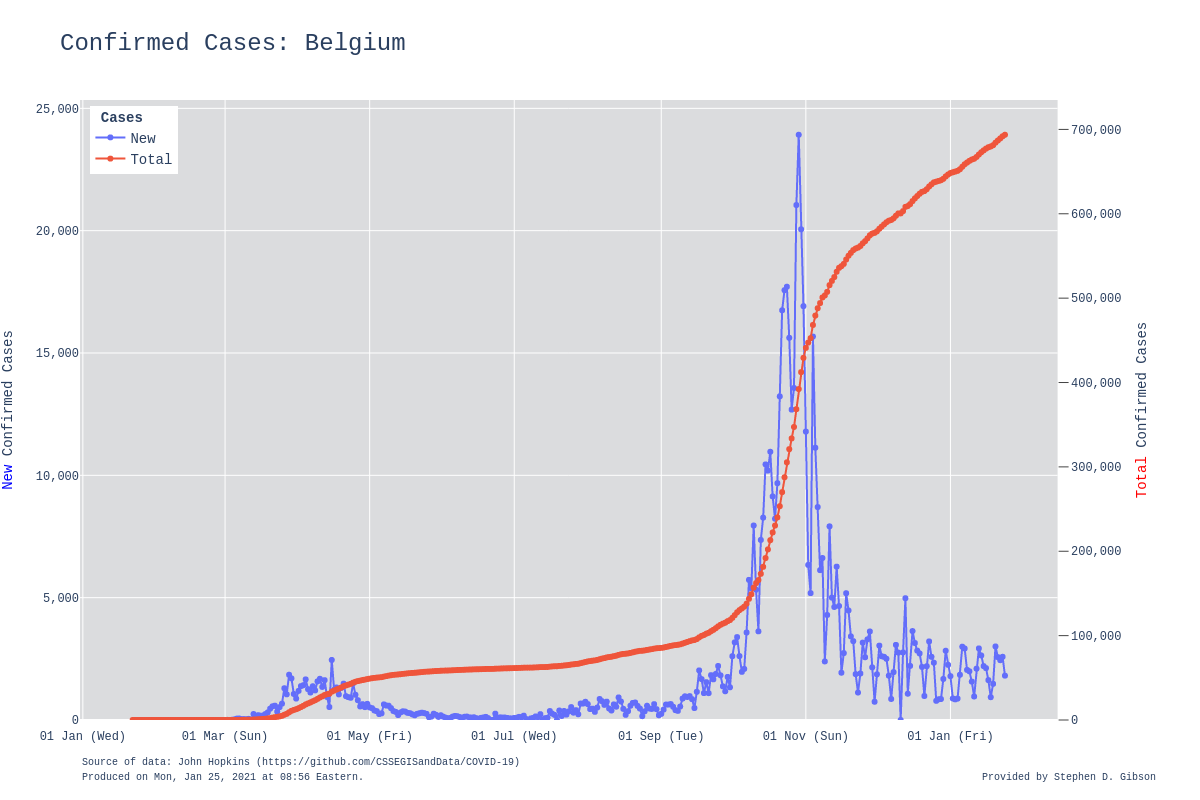 Confirmed Cases: Belgium
Cases
New
Total
25,000
20,000
15,000
10,000
5,000
0
New Confirmed Cases
700,000
600,000
500,000
400,000
300,000
200,000
100,000
0
Total Confirmed Cases
01 Jan (Wed)
01 Mar (Sun)
01 May (Fri)
01 Jul (Wed)
01 Sep (Tue)
01 Nov (Sun)
01 Jan (Fri)
Source of data: John Hopkins (https://github.com/CSSEGISandData/COVID-19)
Produced on Mon, Jan 25, 2021 at 08:56 Eastern.
Provided by Stephen D. Gibson